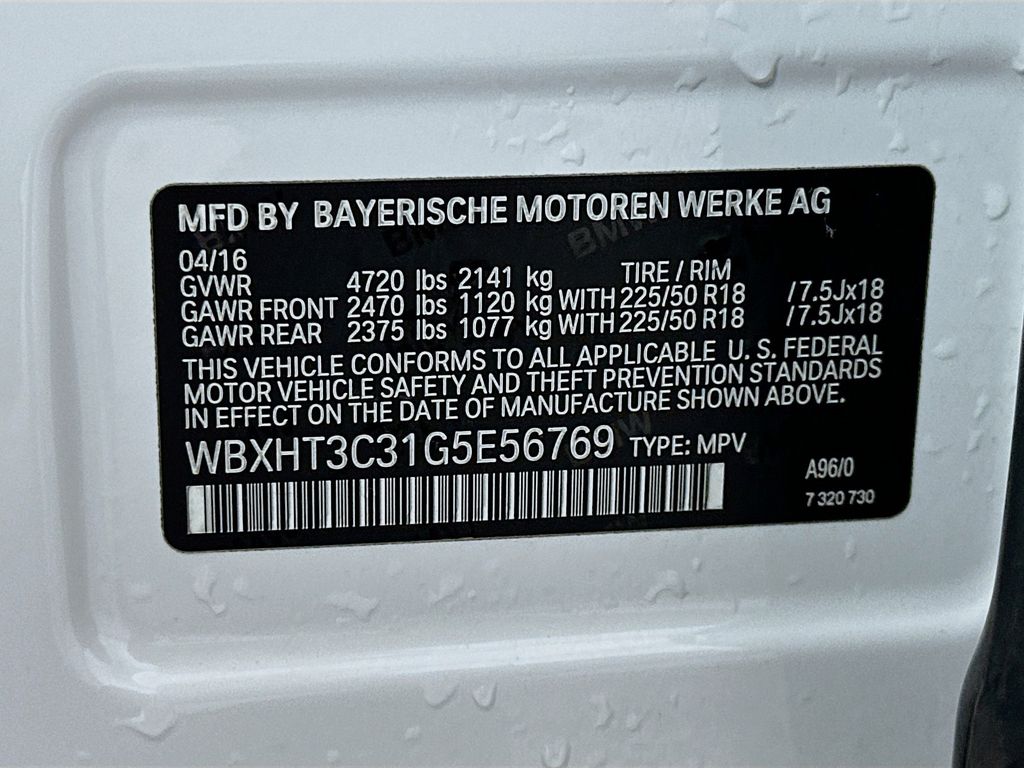 MFD BY BAYERISCHE MOTOREN WERKE AG
04/16
GVWR 4720 lbs 2141 kg TIRE / RIM
GAWR FRONT 2470 lbs 1120 kg WITH 225/50 R18 /7.5Jx18
GAWR REAR 2375 lbs 1077 kg WITH 225/50 R18 /7.5Jx18
THIS VEHICLE CONFORMS TO ALL APPLICABLE U. S. FEDERAL
MOTOR VEHICLE SAFETY AND THEFT PREVENTION STANDARDS
IN EFFECT ON THE DATE OF MANUFACTURE SHOWN ABOVE.
WBXHT3C31G5E56769 TYPE: MPV
A96/0
7 320 730